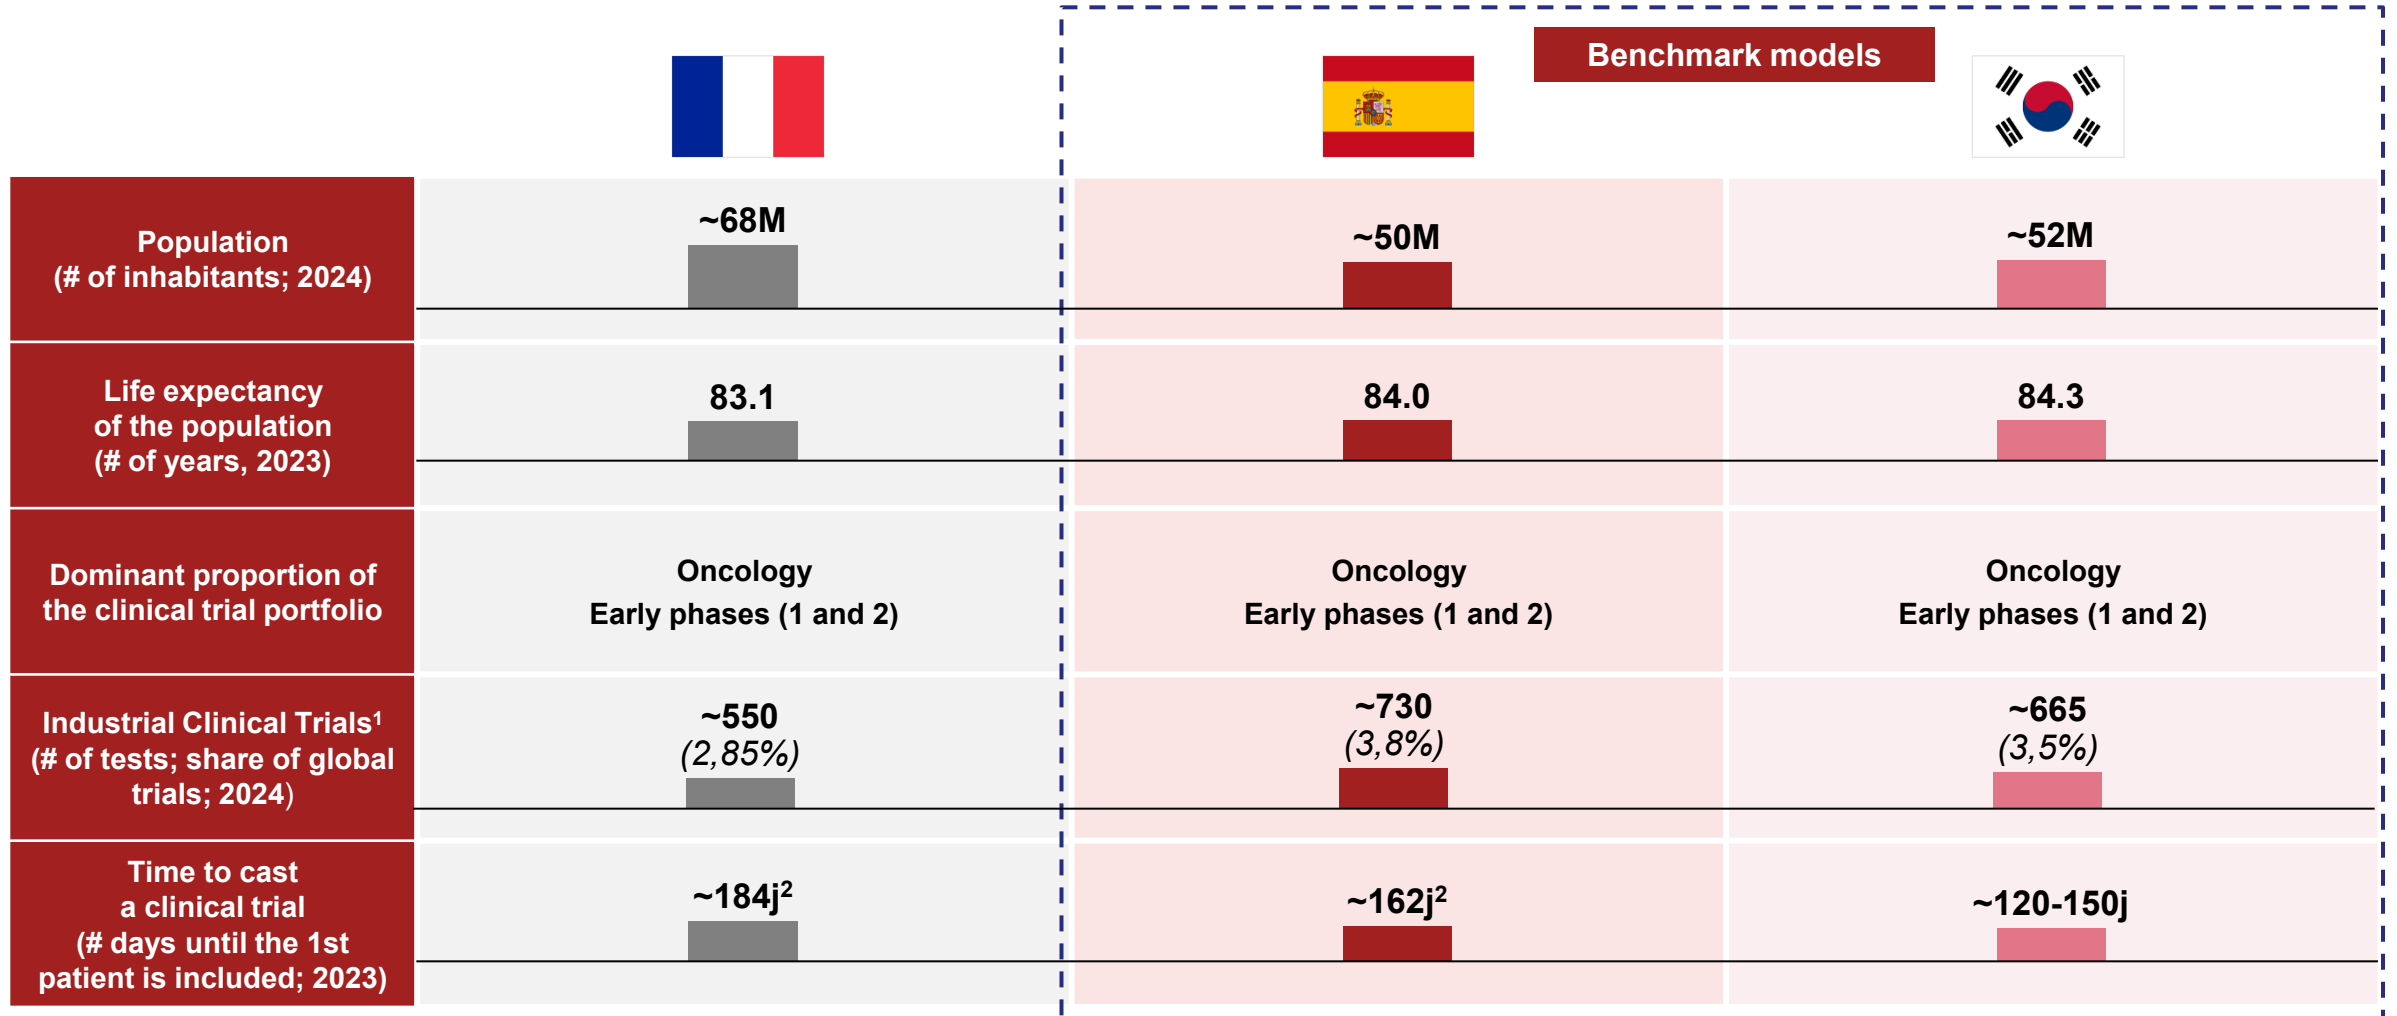 Benchmark models
Population
(# of inhabitants; 2024)
~68M
~50M
~52M
Life expectancy
of the population
(# of years, 2023)
83.1
84.0
84.3
Dominant proportion of
the clinical trial portfolio
Oncology
Early phases (1 and 2)
Oncology
Early phases (1 and 2)
Oncology
Early phases (1 and 2)
Industrial Clinical Trials¹
(# of tests; share of global
trials; 2024)
~550
(2,85%)
~730
(3,8%)
~665
(3,5%)
Time to cast
a clinical trial
(# days until the 1st
patient is included; 2023)
~184j²
~162j²
~120-150j